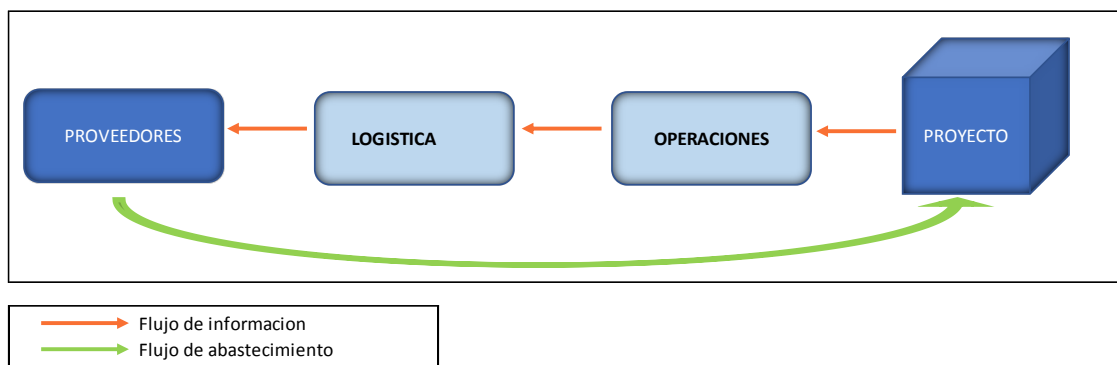 PROVEEDORES
LOGISTICA
OPERACIONES
PROYECTO
Flujo de informacion
Flujo de abastecimiento